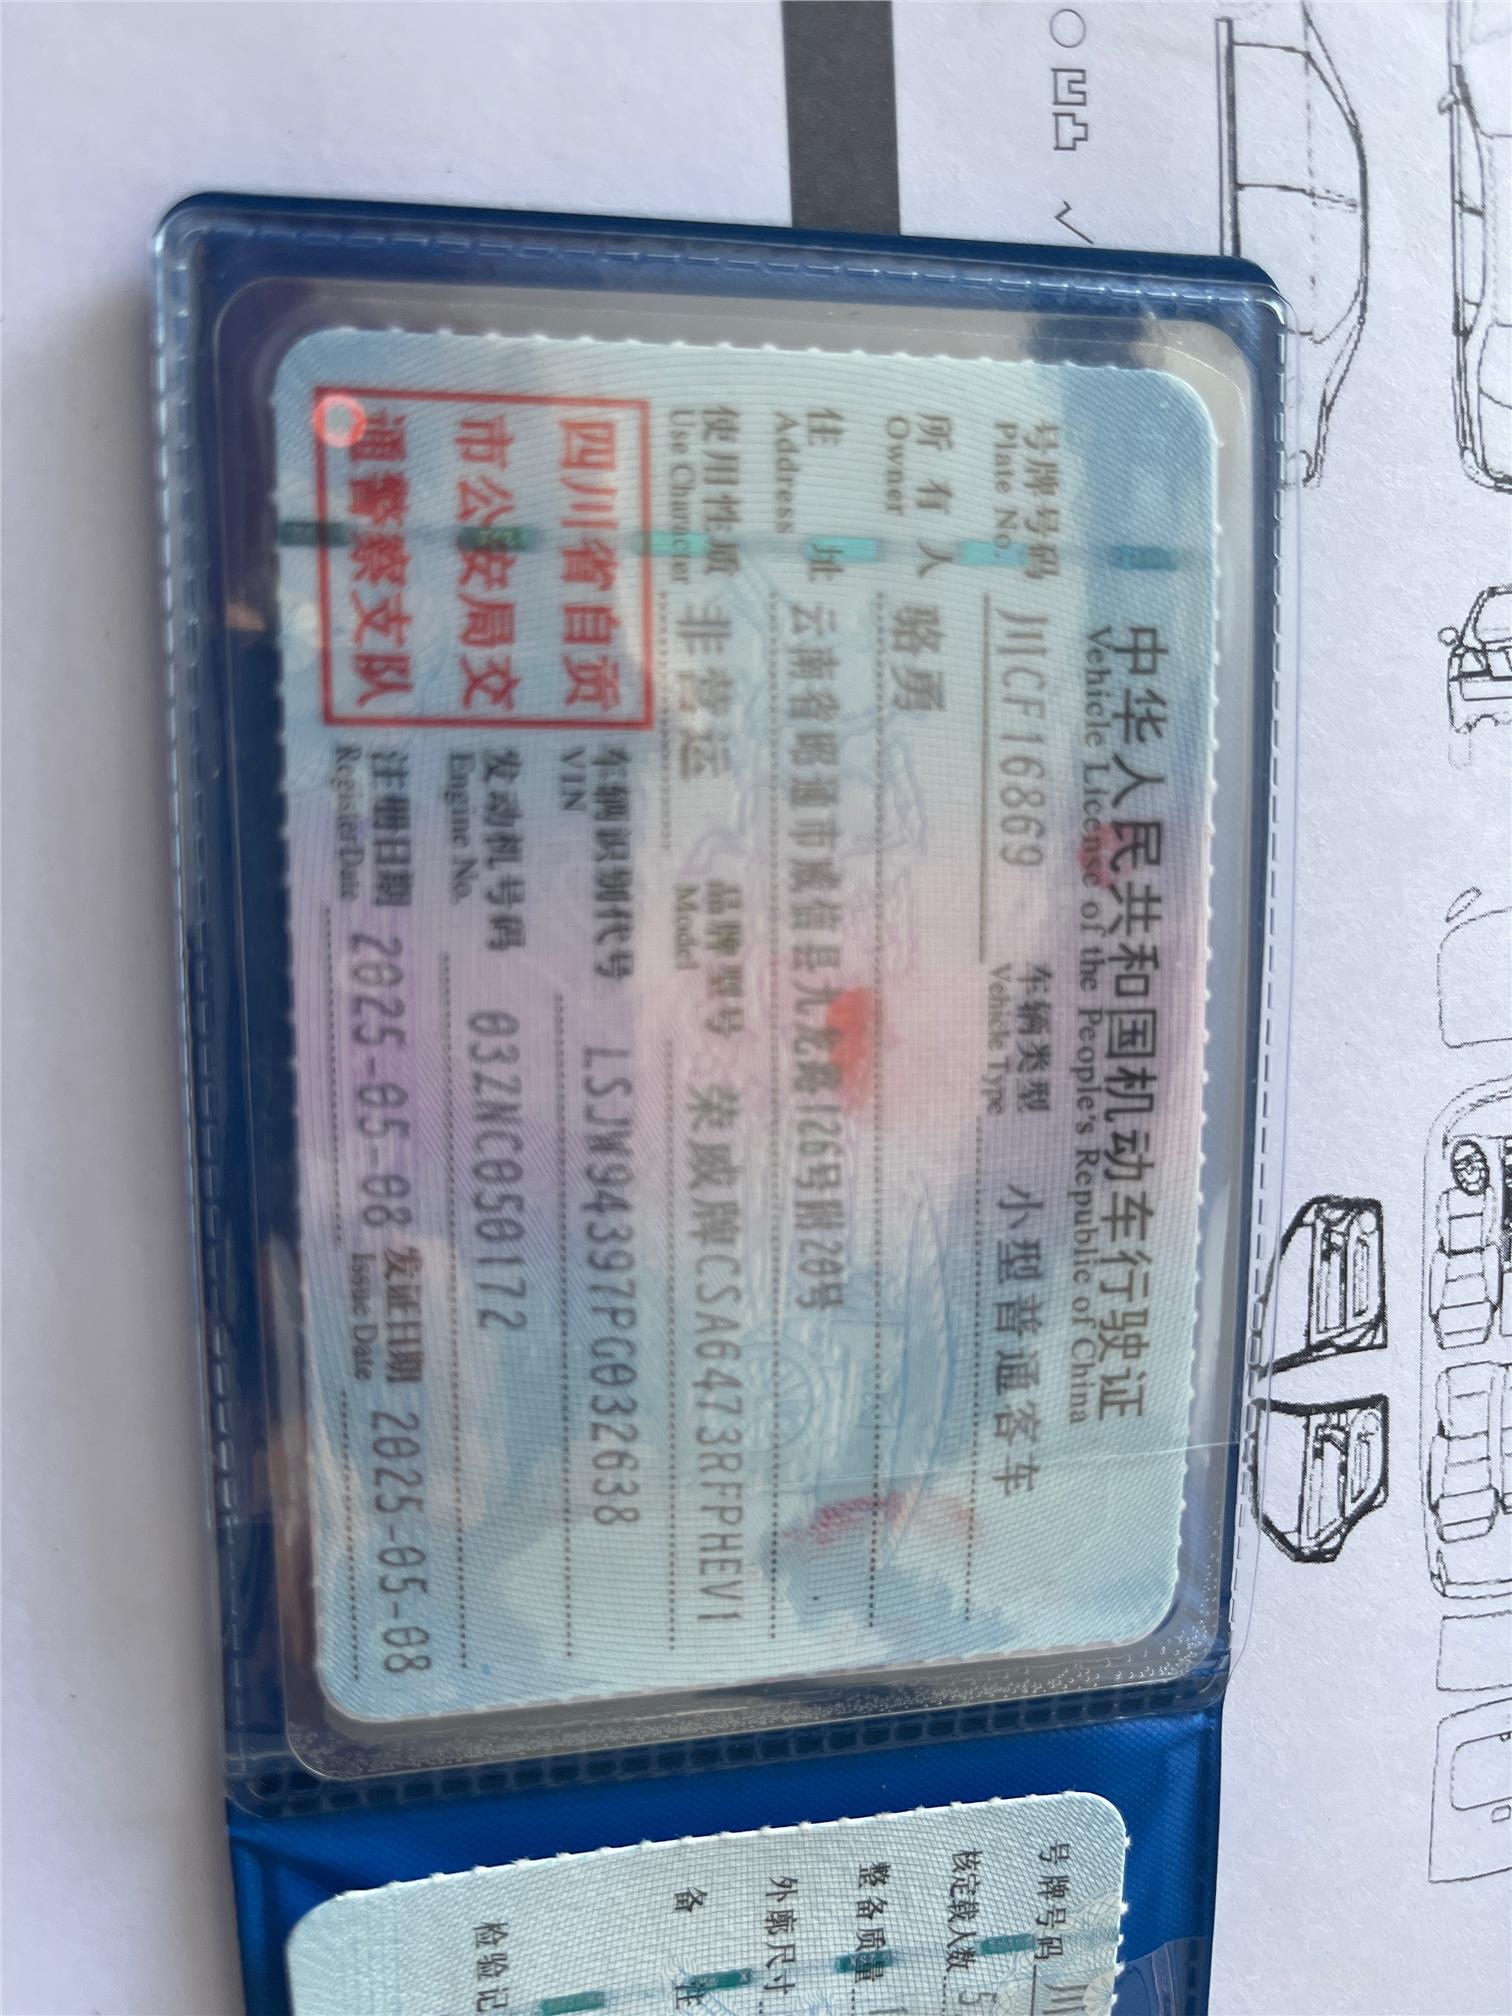 中华人民共和国机动车行驶证
Vehicle License of the People's Republic of China
号牌号码 川CF16869 车辆类型 小型普通客车
Plate No. Vehicle Type
所有人 骆勇
Owner
住址 云南省昭通市威信县九龙路126号附20号
Address
使用性质 非营运 品牌型号 荣威牌CSA6473RFPHEV1
Use Character Model
四川省自贡
市公安局交
通警察支队
车辆识别代号 LSJW94397PG032638
VIN
发动机号码 03ZNC050172
Engine No.
注册日期 2025-05-08 发证日期 2025-05-08
Register Date Issue Date
号牌号码 川
核定载人数 5
整备质量
外廓尺寸
备注
检验记
凹凸